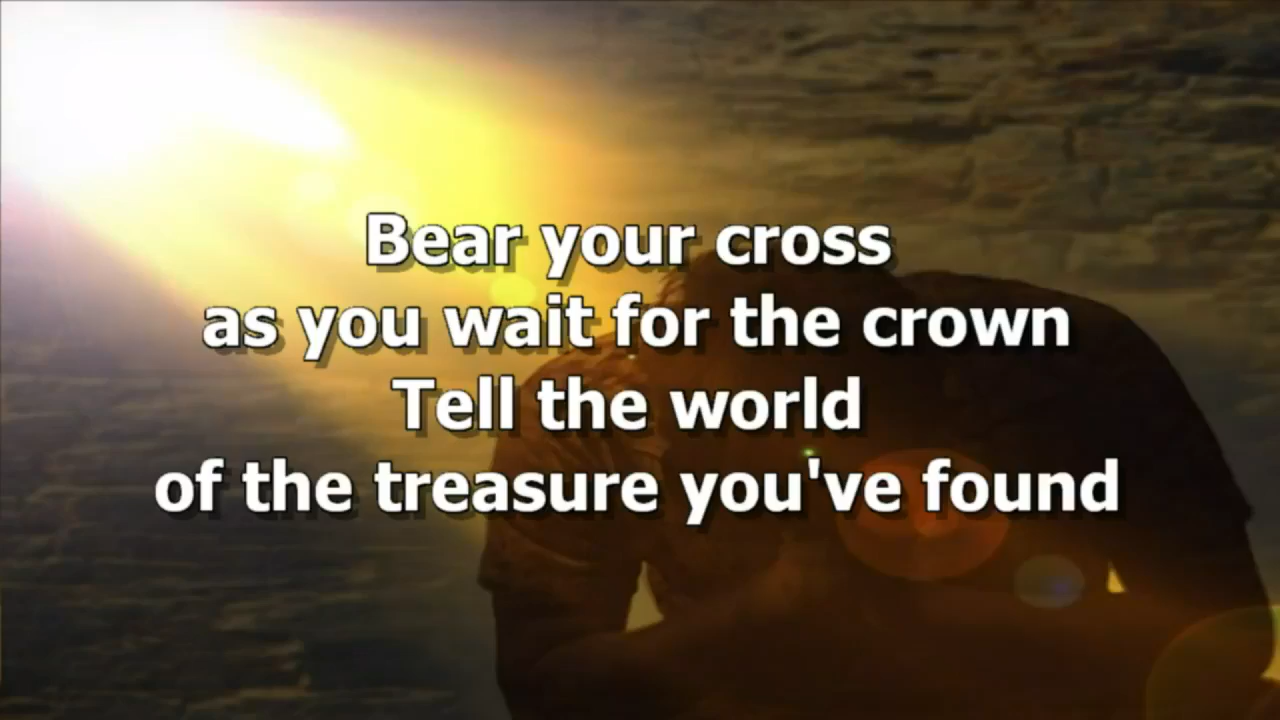 Bear your cross
as you wait for the crown
Tell the world
of the treasure you've found